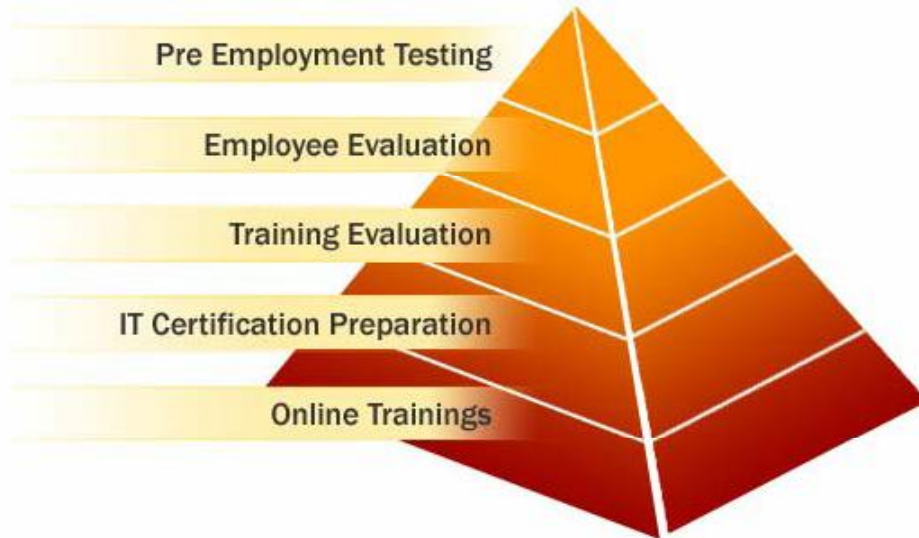 Pre Employment Testing
Employee Evaluation
Training Evaluation
IT Certification Preparation
Online Trainings